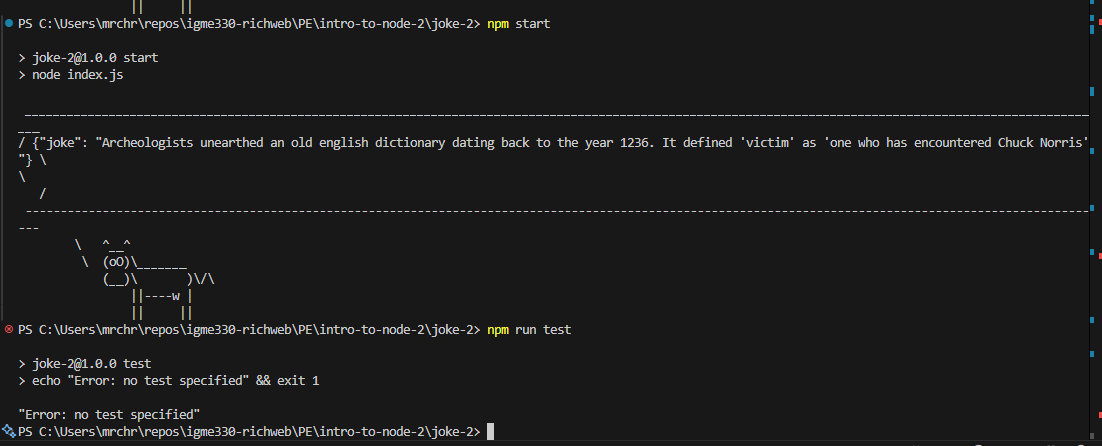 ||     ||
PS C:\Users\mrchr\repos\igme330-richweb\PE\intro-to-node-2\joke-2> npm start
> joke-2@1.0.0 start
> node index.js
 _______________________________________________________________________________________________________________________________________________________
___
/ {"joke": "Archeologists unearthed an old english dictionary dating back to the year 1236. It defined 'victim' as 'one who has encountered Chuck Norris'
"} \
\
   /
 -------------------------------------------------------------------------------------------------------------------------------------------------------
---
        \   ^__^
         \  (oO)\_______
            (__)\       )\/\
                ||----w |
                ||     ||
PS C:\Users\mrchr\repos\igme330-richweb\PE\intro-to-node-2\joke-2> npm run test
> joke-2@1.0.0 test
> echo "Error: no test specified" && exit 1
"Error: no test specified"
PS C:\Users\mrchr\repos\igme330-richweb\PE\intro-to-node-2\joke-2>